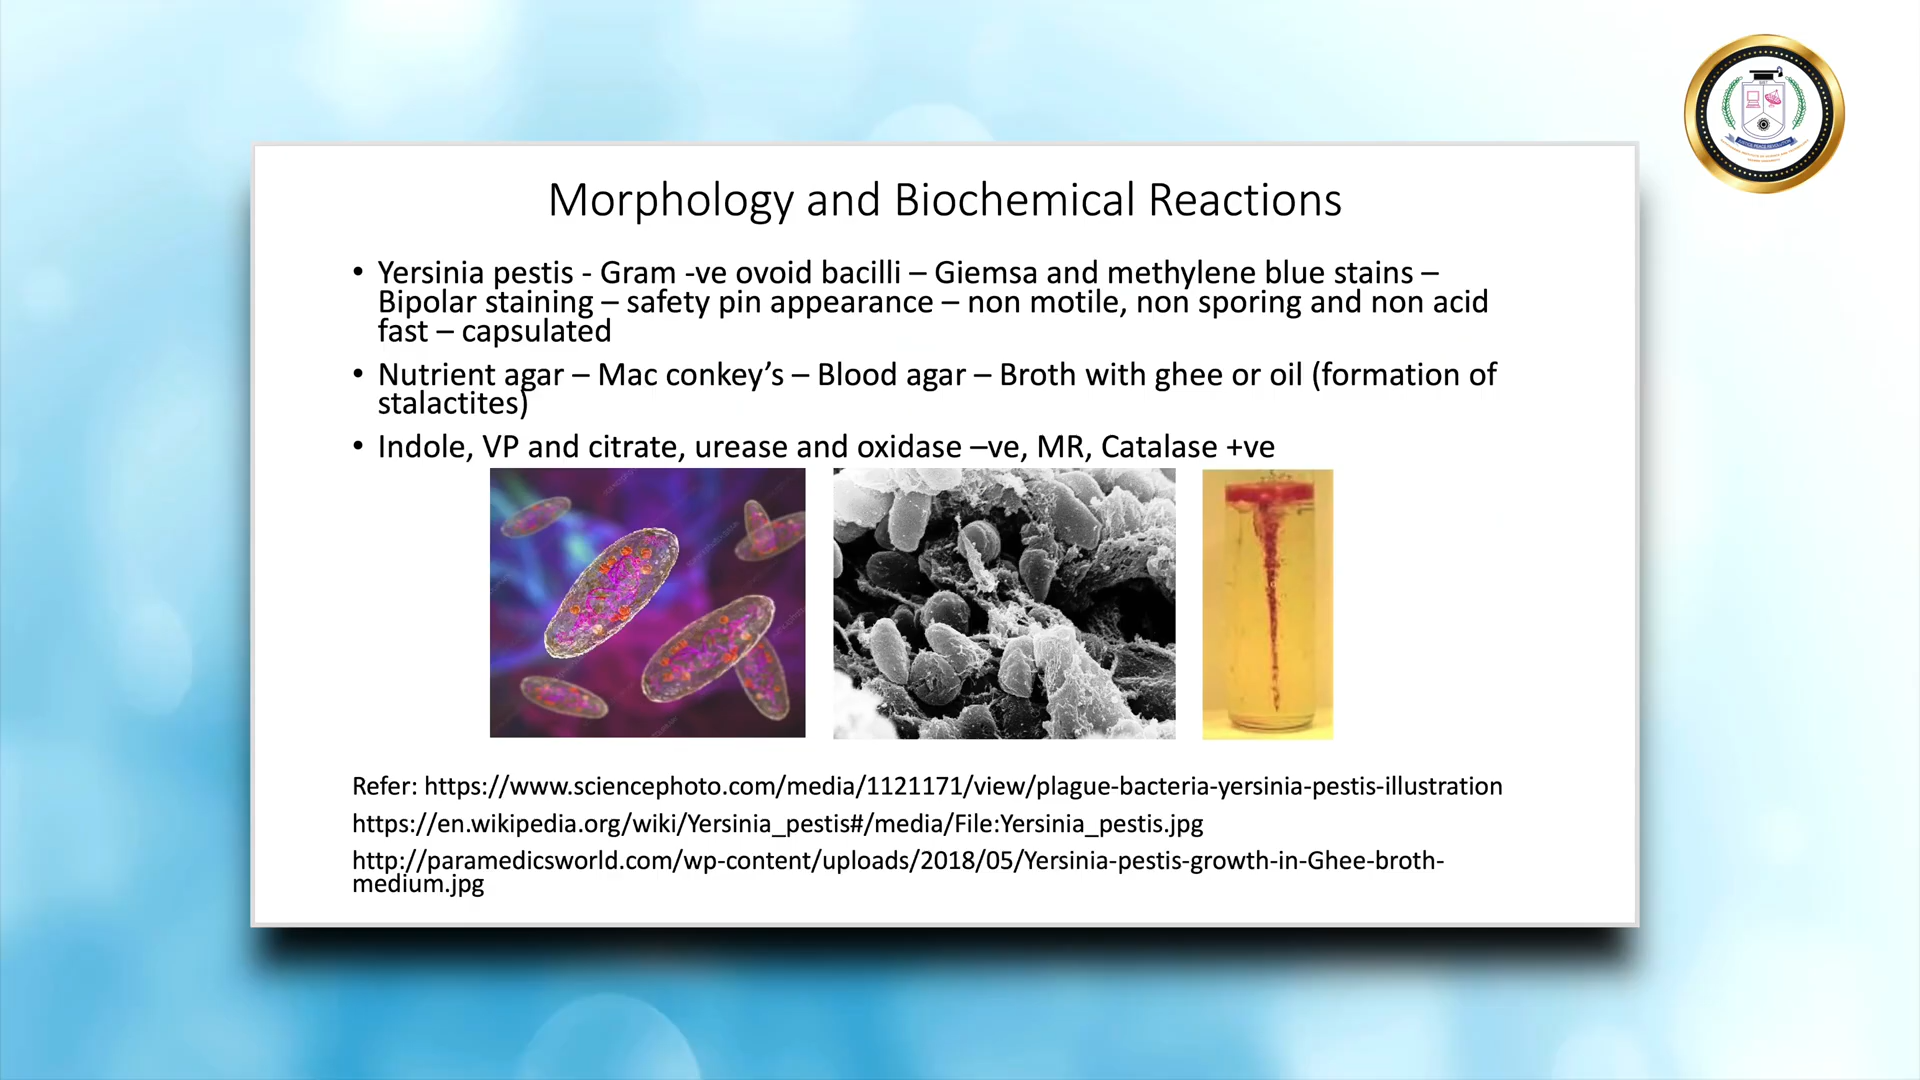 Morphology and Biochemical Reactions
• Yersinia pestis - Gram -ve ovoid bacilli – Giemsa and methylene blue stains –
Bipolar staining – safety pin appearance – non motile, non sporing and non acid
fast – capsulated
• Nutrient agar – Mac conkey’s – Blood agar – Broth with ghee or oil (formation of
stalactites)
• Indole, VP and citrate, urease and oxidase –ve, MR, Catalase +ve
Refer: https://www.sciencephoto.com/media/1121171/view/plague-bacteria-yersinia-pestis-illustration
https://en.wikipedia.org/wiki/Yersinia_pestis#/media/File:Yersinia_pestis.jpg
http://paramedicsworld.com/wp-content/uploads/2018/05/Yersinia-pestis-growth-in-Ghee-broth-
medium.jpg